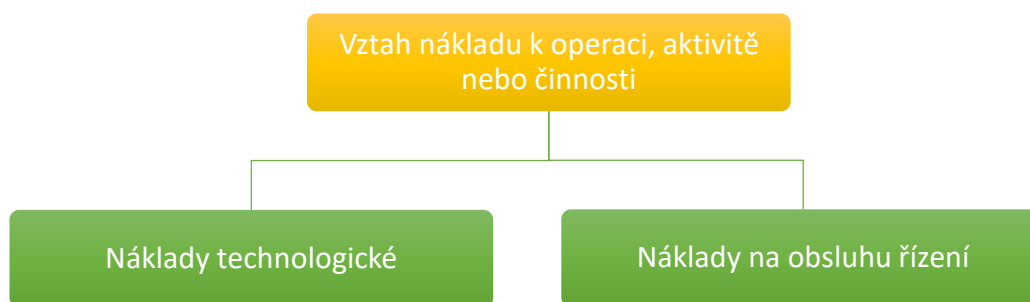 Vztah nákladu k operaci, aktivitě
nebo činnosti
Náklady technologické
Náklady na obsluhu řízení